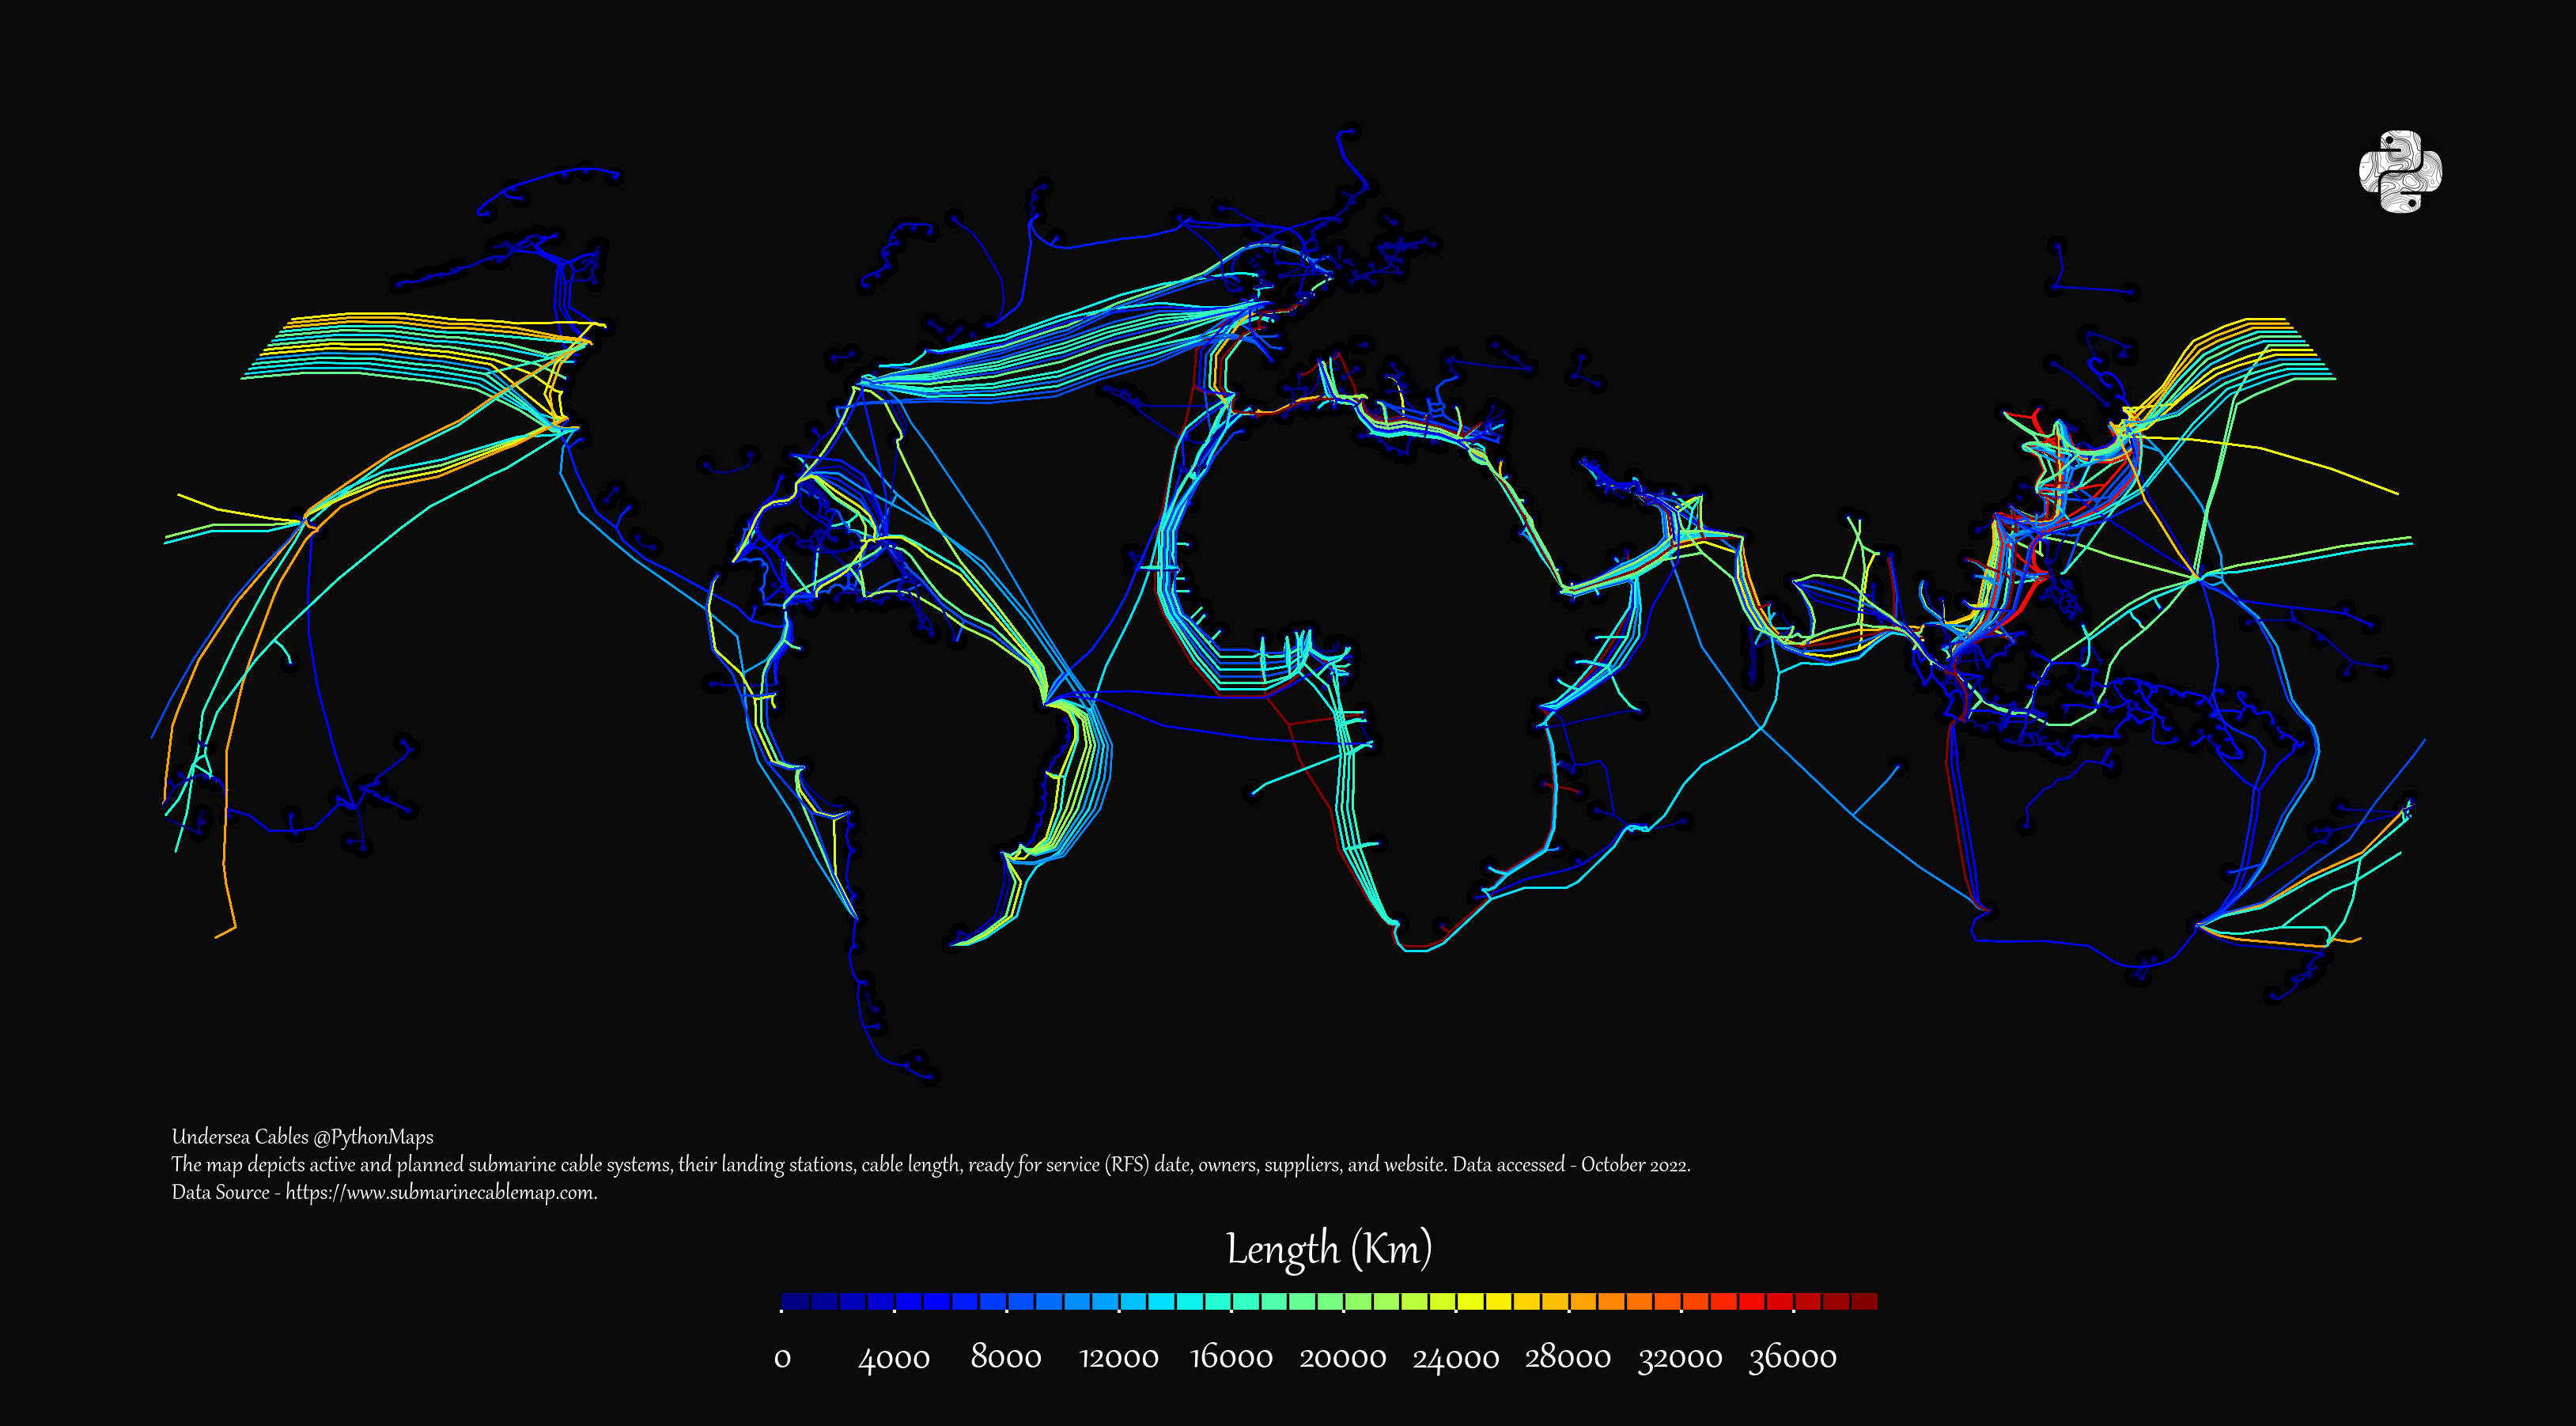 Undersea Cables @PythonMaps
The map depicts active and planned submarine cable systems, their landing stations, cable length, ready for service (RFS) date, owners, suppliers, and website. Data accessed - October 2022.
Data Source - https://www.submarinecablemap.com.
Length (Km)
0 4000 8000 12000 16000 20000 24000 28000 32000 36000